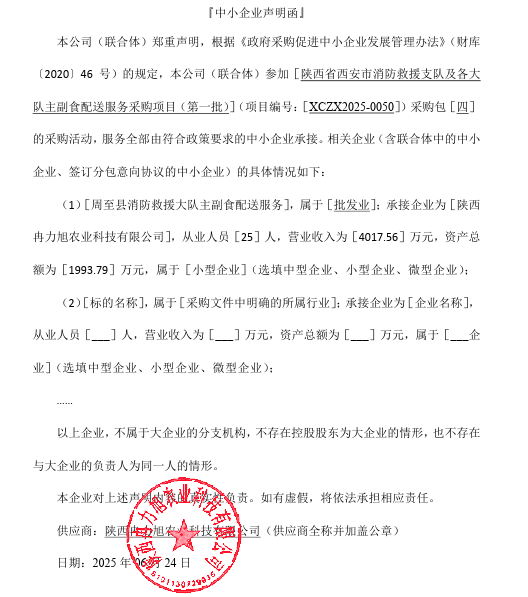 『中小企业声明函』
本公司（联合体）郑重声明，根据《政府采购促进中小企业发展管理办法》（财库
〔2020〕46 号）的规定，本公司（联合体）参加［陕西省西安市消防救援支队及各大
队主副食配送服务采购项目（第一批）］（项目编号：［XCZX2025-0050］）采购包［四］
的采购活动，服务全部由符合政策要求的中小企业承接。相关企业（含联合体中的中小
企业、签订分包意向协议的中小企业）的具体情况如下：
（1）［周至县消防救援大队主副食配送服务］，属于［批发业］；承接企业为［陕西
冉力旭农业科技有限公司］，从业人员［25］人，营业收入为［4017.56］万元，资产总
额为［1993.79］万元，属于［小型企业］（选填中型企业、小型企业、微型企业）；
（2）［标的名称］，属于［采购文件中明确的所属行业］；承接企业为［企业名称］，
从业人员［___］人，营业收入为［___］万元，资产总额为［___］万元，属于［___企
业］（选填中型企业、小型企业、微型企业）；
......
以上企业，不属于大企业的分支机构，不存在控股股东为大企业的情形，也不存在
与大企业的负责人为同一人的情形。
本企业对上述声明内容的真实性负责。如有虚假，将依法承担相应责任。
供应商：陕西冉力旭农业科技有限公司（供应商全称并加盖公章）
日期：2025 年 06 月 24 日
陕西冉力旭农业科技有限公司